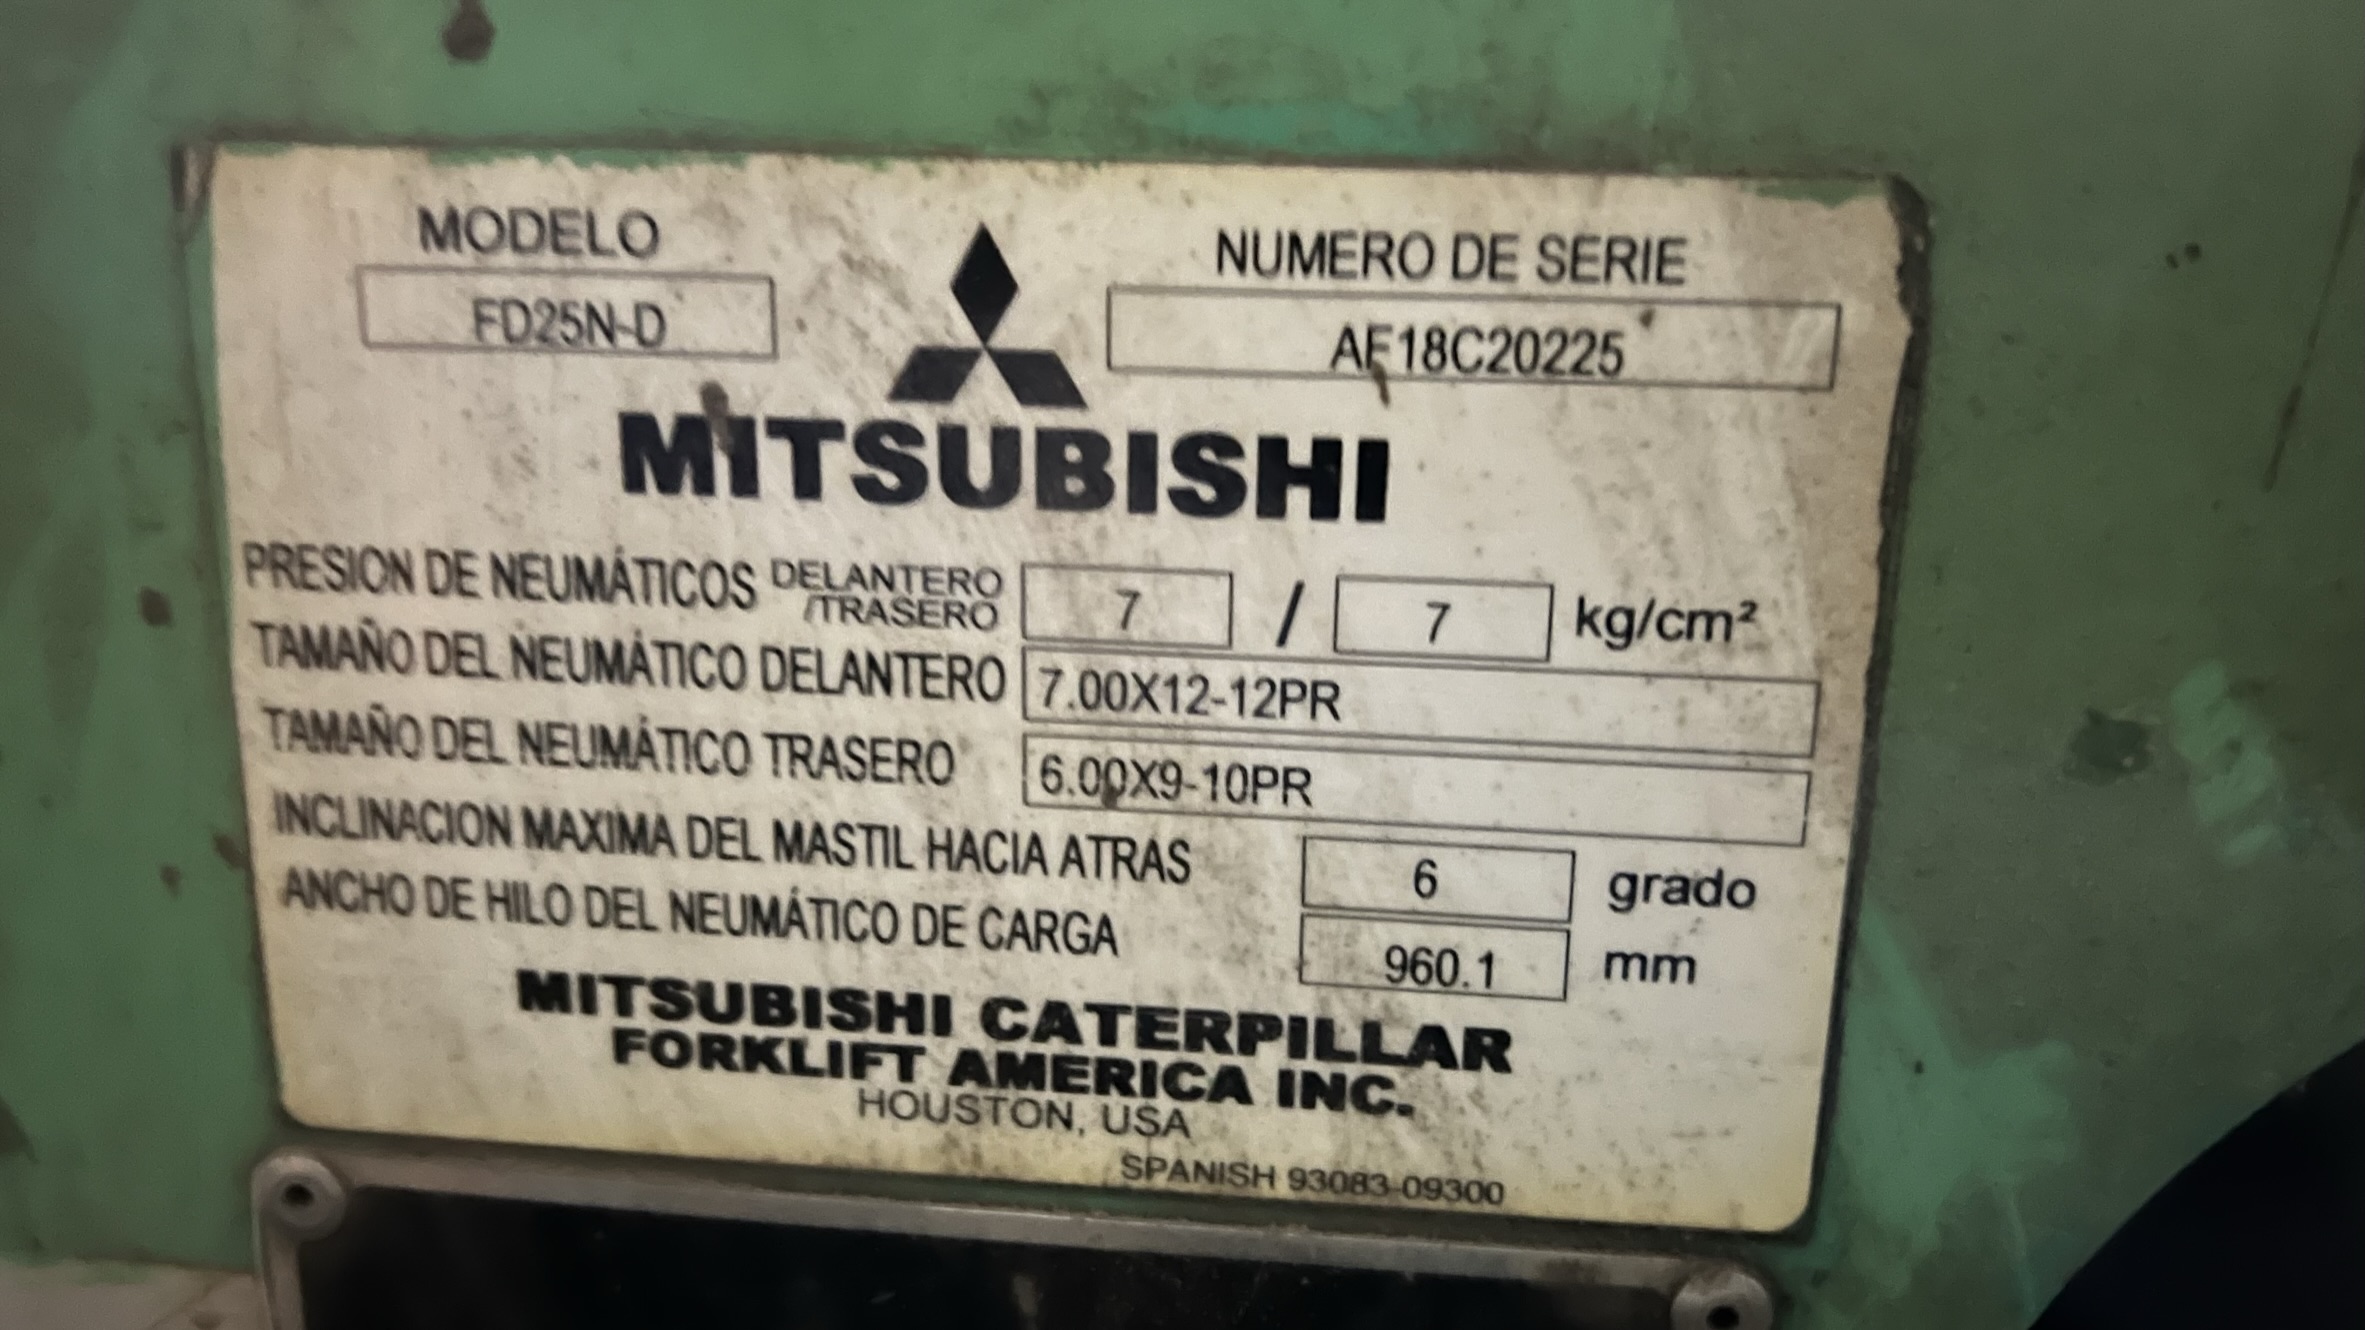 MODELO
NUMERO DE SERIE
FD25N-D
AF18C20225
MITSUBISHI
PRESION DE NEUMÁTICOS DELANTERO /TRASERO 7 / 7 kg/cm²
TAMAÑO DEL NEUMÁTICO DELANTERO 7.00X12-12PR
TAMAÑO DEL NEUMÁTICO TRASERO 6.00X9-10PR
INCLINACION MAXIMA DEL MASTIL HACIA ATRAS 6 grado
ANCHO DE HILO DEL NEUMÁTICO DE CARGA 960.1 mm
MITSUBISHI CATERPILLAR
FORKLIFT AMERICA INC.
HOUSTON, USA
SPANISH 93083-09300